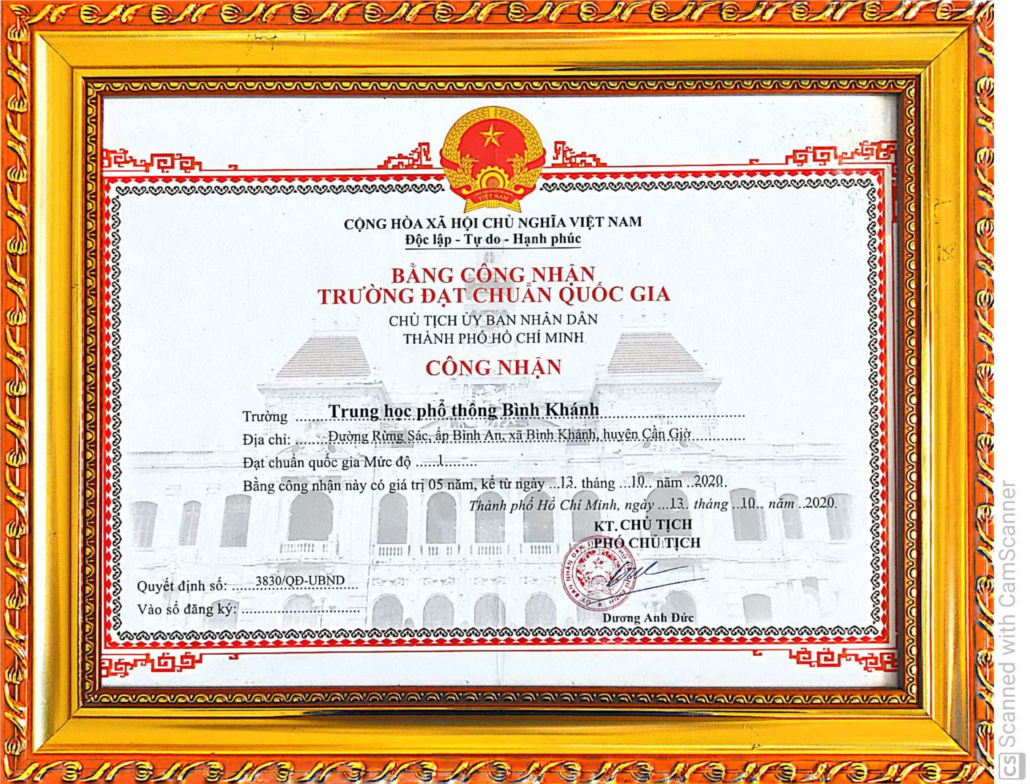 VIỆT NAM
CỘNG HÒA XÃ HỘI CHỦ NGHĨA VIỆT NAM
Độc lập - Tự do - Hạnh phúc
BẰNG CÔNG NHẬN
TRƯỜNG ĐẠT CHUẨN QUỐC GIA
CHỦ TỊCH ỦY BAN NHÂN DÂN
THÀNH PHỐ HỒ CHÍ MINH
CÔNG NHẬN
Trường ......Trung học phổ thông Bình Khánh..............................
Địa chỉ: .......Đường Rừng Sác, ấp Bình An, xã Bình Khánh, huyện Cần Giờ............
Đạt chuẩn quốc gia Mức độ ......1........
Bằng công nhận này có giá trị 05 năm, kể từ ngày ...13. tháng ...10.. năm ..2020.
Thành phố Hồ Chí Minh, ngày ...13.. tháng ...10.. năm ..2020.
KT. CHỦ TỊCH
PHÓ CHỦ TỊCH
Quyết định số: ......3830/QĐ-UBND...
Vào sổ đăng ký: ..............................
Dương Anh Đức
CS Scanned with CamScanner